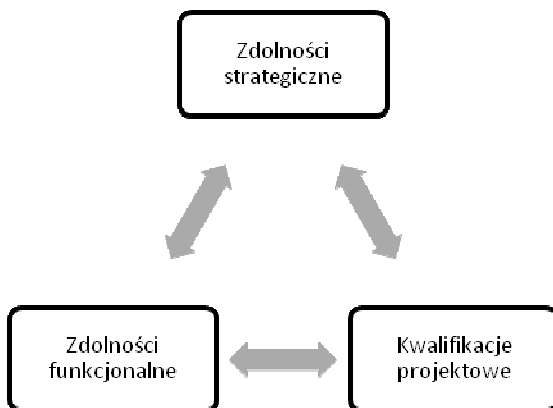 Zdolności
strategiczne
Zdolności
funkcjonalne
Kwalifikacje
projektowe